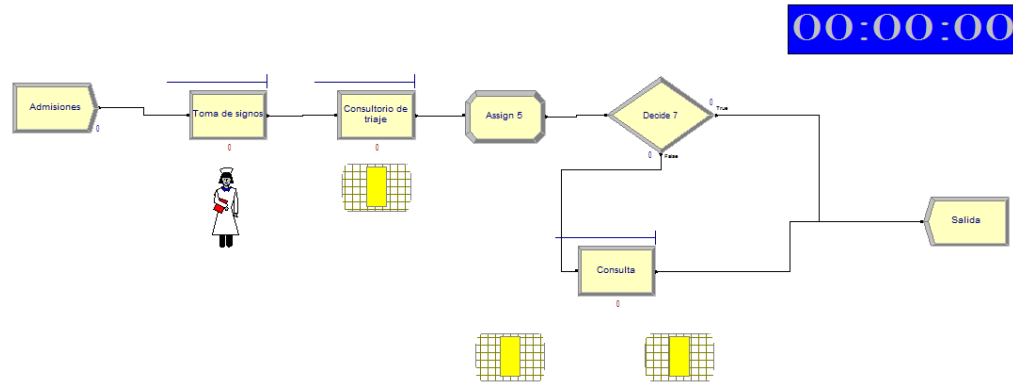 00:00:00
Admisiones
0
Toma de signos
0
Consultorio de
triaje
0
Assign 5
Decide 7
0
True
0
False
Consulta
0
Salida